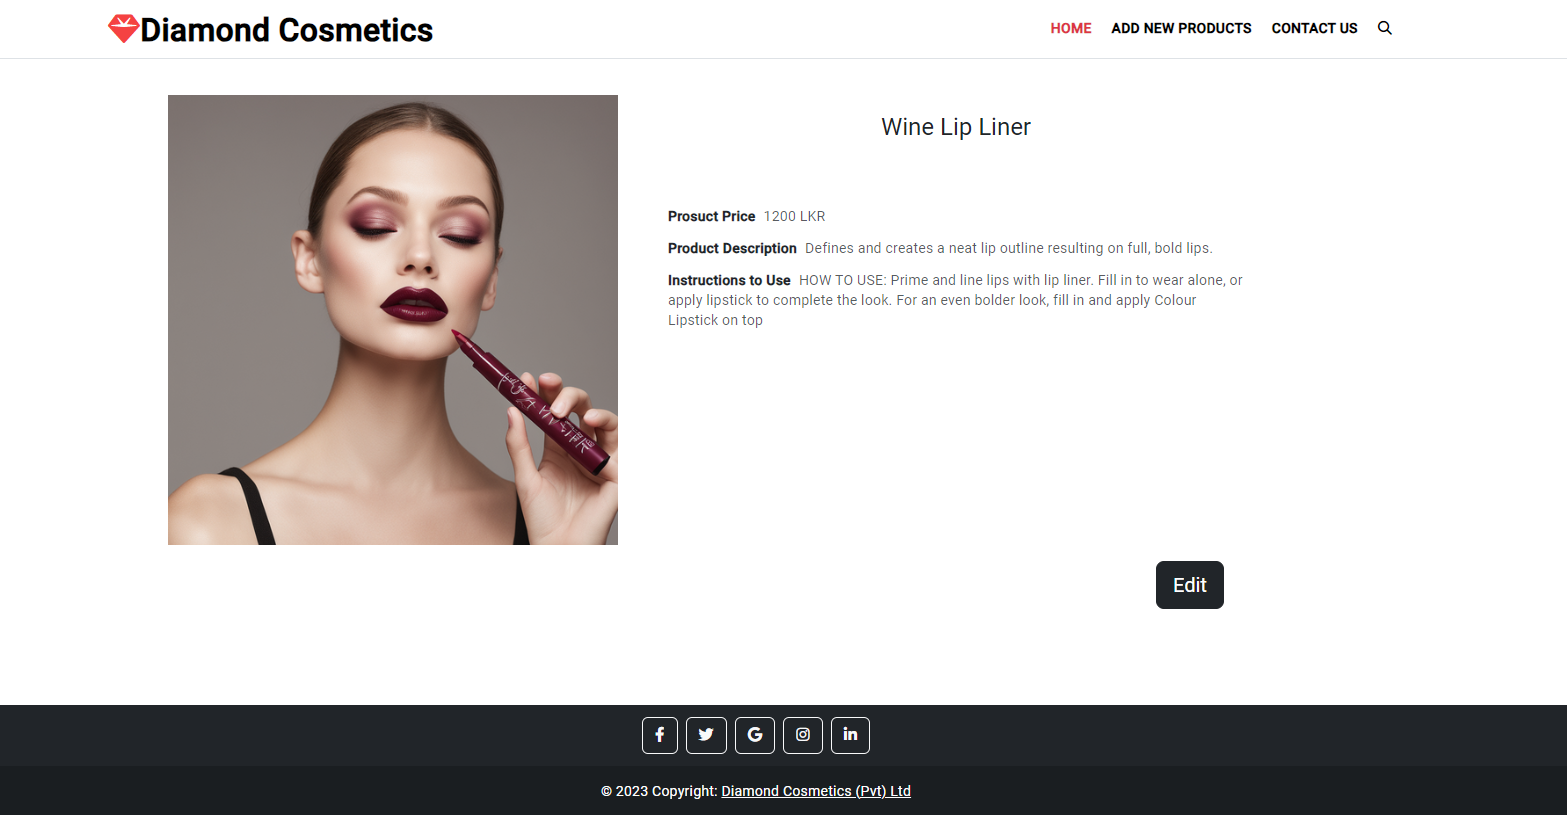 Diamond Cosmetics
HOME ADD NEW PRODUCTS CONTACT US
Wine Lip Liner
Prosuct Price 1200 LKR
Product Description Defines and creates a neat lip outline resulting on full, bold lips.
Instructions to Use HOW TO USE: Prime and line lips with lip liner. Fill in to wear alone, or
apply lipstick to complete the look. For an even bolder look, fill in and apply Colour
Lipstick on top
Edit
© 2023 Copyright: Diamond Cosmetics (Pvt) Ltd